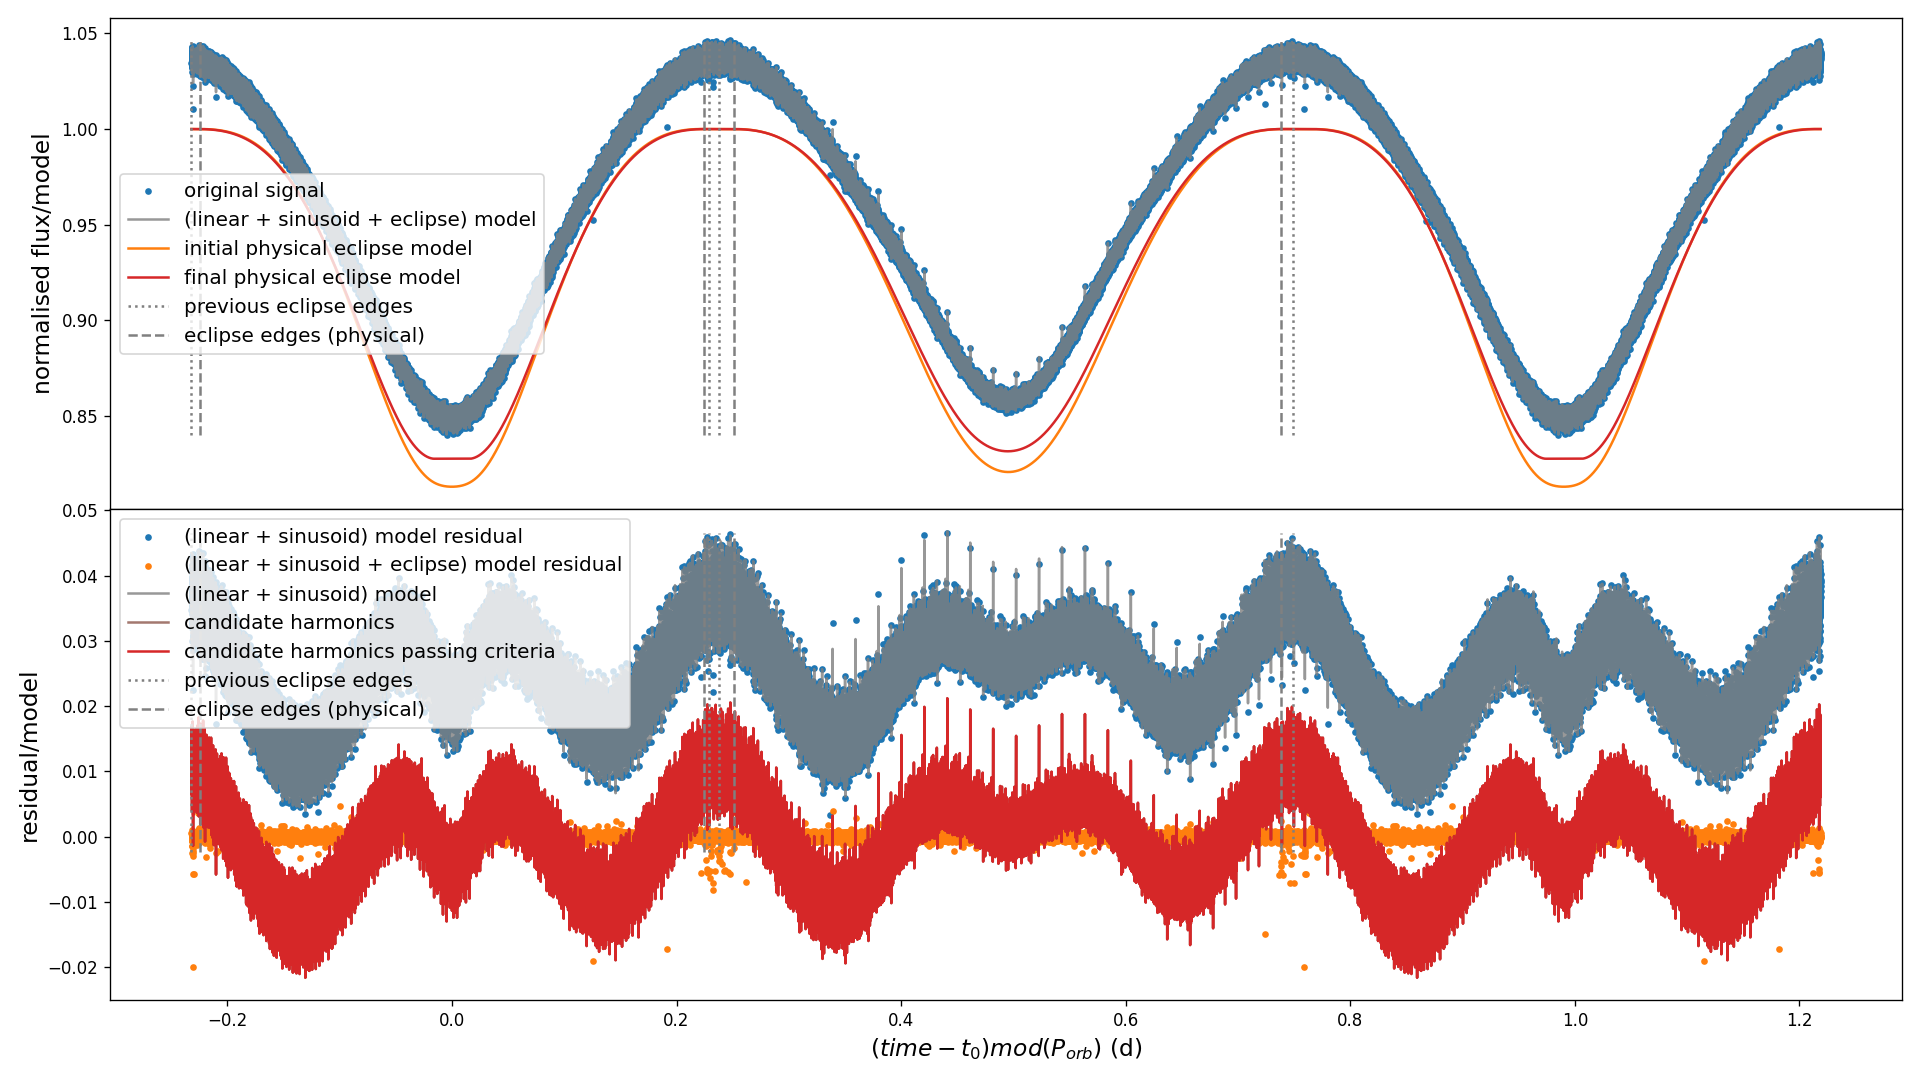 1.05
1.00
0.95
0.90
0.85
normalised flux/model
original signal
(linear + sinusoid + eclipse) model
initial physical eclipse model
final physical eclipse model
previous eclipse edges
eclipse edges (physical)
0.05
0.04
0.03
0.02
0.01
0.00
−0.01
−0.02
residual/model
(linear + sinusoid) model residual
(linear + sinusoid + eclipse) model residual
(linear + sinusoid) model
candidate harmonics
candidate harmonics passing criteria
previous eclipse edges
eclipse edges (physical)
−0.2 0.0 0.2 0.4 0.6 0.8 1.0 1.2
(time − t₀)mod(P_orb) (d)